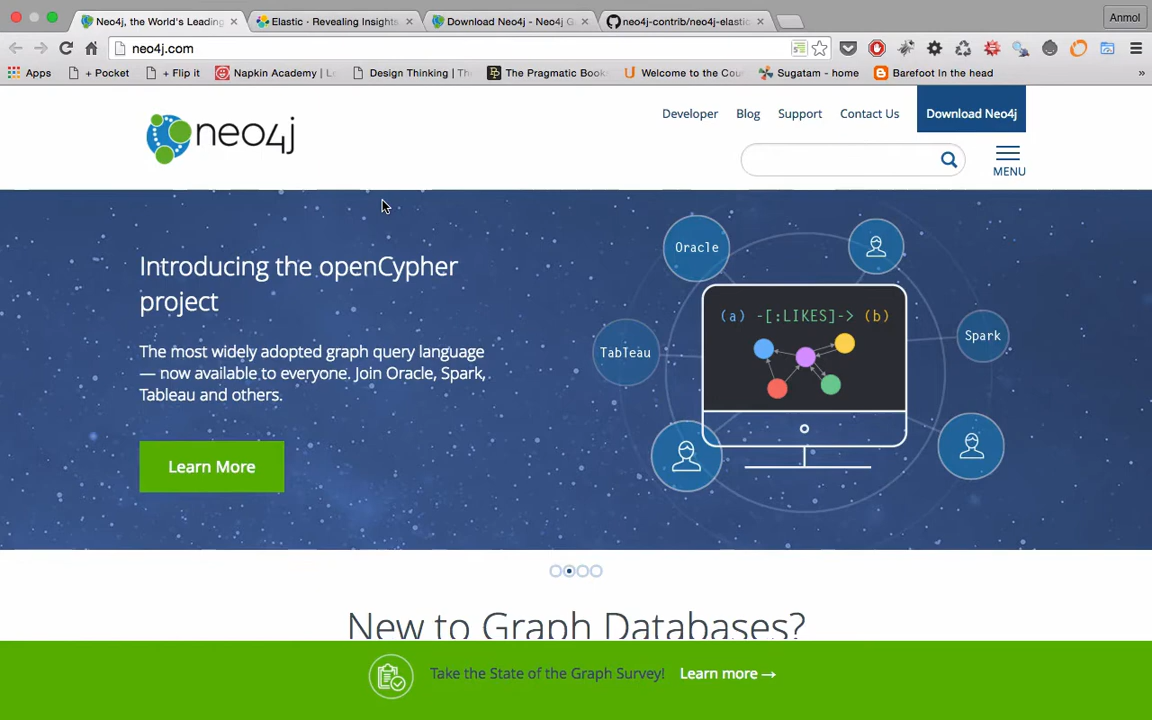 Neo4j, the World's Leading
Elastic · Revealing Insights
Download Neo4j - Neo4j G
neo4j-contrib/neo4j-elastic
Anmol
neo4j.com
Apps
+ Pocket
+ Flip it
Napkin Academy | L
Design Thinking | Th
The Pragmatic Book
Welcome to the Cou
Sugatam - home
Barefoot In the head
»
neo4j
Developer
Blog
Support
Contact Us
Download Neo4j
MENU
Introducing the openCypher
project
The most widely adopted graph query language
— now available to everyone. Join Oracle, Spark,
Tableau and others.
Learn More
Oracle
Tableau
Spark
(a) -[:LIKES]-> (b)
New to Graph Databases?
Take the State of the Graph Survey! Learn more →